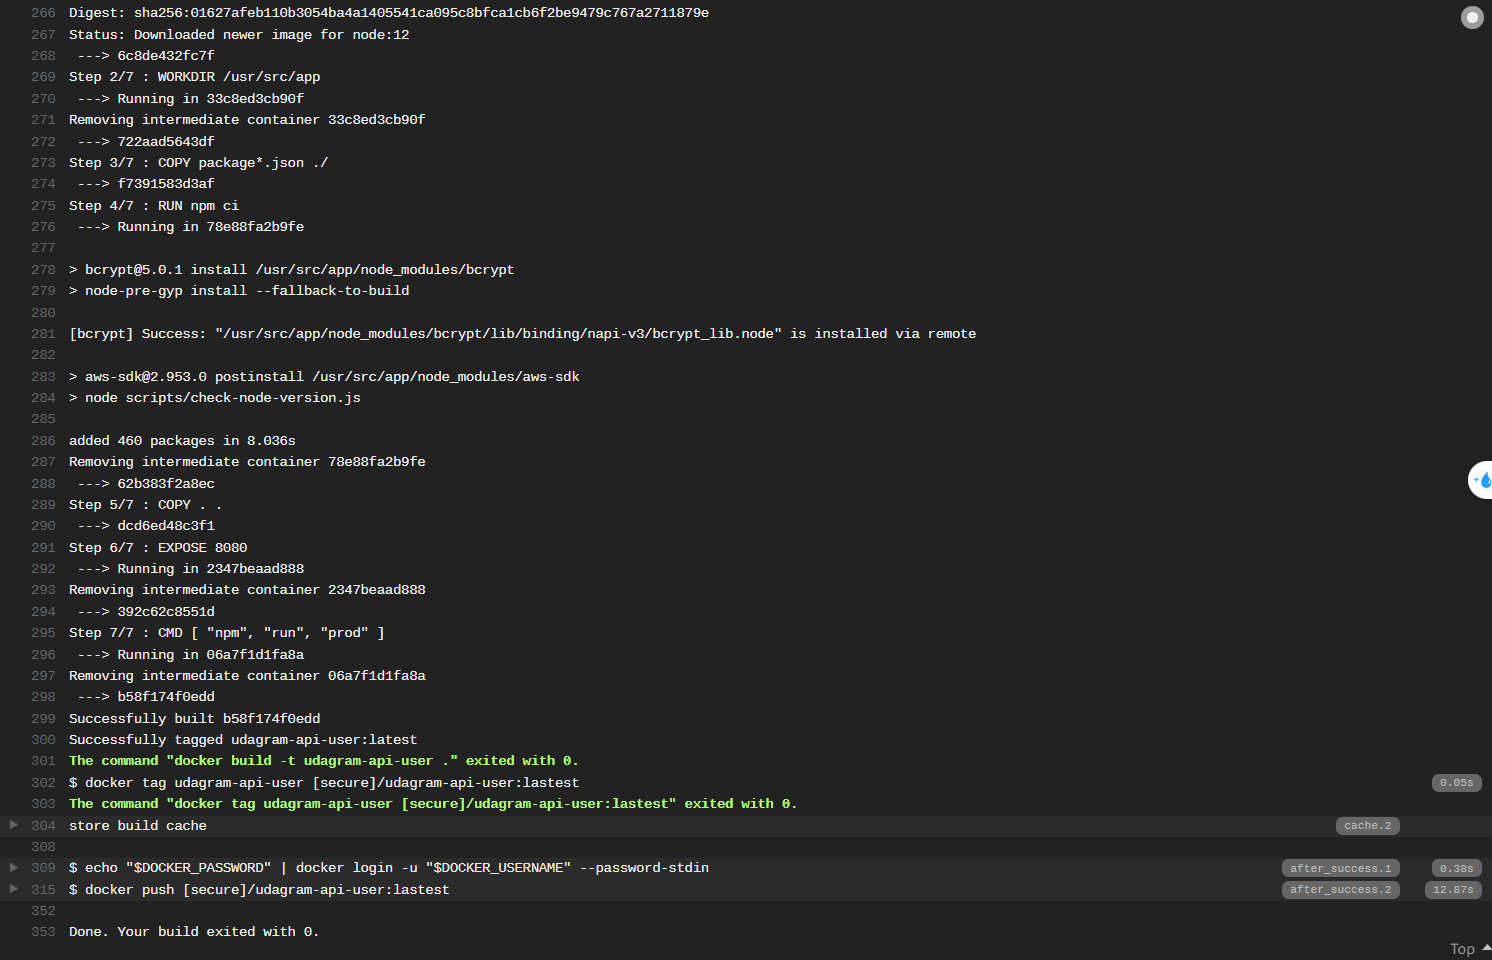 266 Digest: sha256:01627afeb110b3054ba4a1405541ca095c8bfca1cb6f2be9479c767a2711879e
267 Status: Downloaded newer image for node:12
268 ---> 6c8de432fc7f
269 Step 2/7 : WORKDIR /usr/src/app
270 ---> Running in 33c8ed3cb90f
271 Removing intermediate container 33c8ed3cb90f
272 ---> 722aad5643df
273 Step 3/7 : COPY package*.json ./
274 ---> f7391583d3af
275 Step 4/7 : RUN npm ci
276 ---> Running in 78e88fa2b9fe
277
278 > bcrypt@5.0.1 install /usr/src/app/node_modules/bcrypt
279 > node-pre-gyp install --fallback-to-build
280
281 [bcrypt] Success: "/usr/src/app/node_modules/bcrypt/lib/binding/napi-v3/bcrypt_lib.node" is installed via remote
282
283 > aws-sdk@2.953.0 postinstall /usr/src/app/node_modules/aws-sdk
284 > node scripts/check-node-version.js
285
286 added 460 packages in 8.036s
287 Removing intermediate container 78e88fa2b9fe
288 ---> 62b383f2a8ec
289 Step 5/7 : COPY . .
290 ---> dcd6ed48c3f1
291 Step 6/7 : EXPOSE 8080
292 ---> Running in 2347beaad888
293 Removing intermediate container 2347beaad888
294 ---> 392c62c8551d
295 Step 7/7 : CMD [ "npm", "run", "prod" ]
296 ---> Running in 06a7f1d1fa8a
297 Removing intermediate container 06a7f1d1fa8a
298 ---> b58f174f0edd
299 Successfully built b58f174f0edd
300 Successfully tagged udagram-api-user:latest
301 The command "docker build -t udagram-api-user ." exited with 0.
302 $ docker tag udagram-api-user [secure]/udagram-api-user:lastest 0.05s
303 The command "docker tag udagram-api-user [secure]/udagram-api-user:lastest" exited with 0.
304 store build cache cache.2
308
309 $ echo "$DOCKER_PASSWORD" | docker login -u "$DOCKER_USERNAME" --password-stdin after_success.1 0.38s
315 $ docker push [secure]/udagram-api-user:lastest after_success.2 12.87s
352
353 Done. Your build exited with 0.
Top